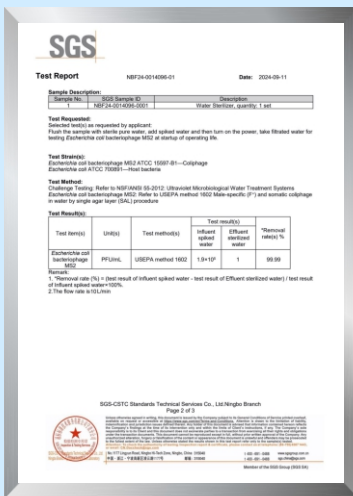 SGS
Test Report NBF24-0014096-01 Date: 2024-09-11
Sample Description:
Sample No. SGS Sample ID Description
1 NBF24-0014096-0001 Water Sterilizer, quantity: 1 set
Test Requested:
Selected test(s) as requested by applicant:
Flush the sample with sterile pure water, add spiked water and then turn on the power, take filtrated water for
testing Escherichia coli bacteriophage MS2 at startup of operating life.
Test Strain(s):
Escherichia coli bacteriophage MS2 ATCC 15597-B1—Coliphage
Escherichia coli ATCC 700891—Host bacteria
Test Method:
Challenge Testing: Refer to NSF/ANSI 55-2012: Ultraviolet Microbiological Water Treatment Systems
Escherichia coli bacteriophage MS2: Refer to USEPA method 1602 Male-specific (F⁺) and somatic coliphage
in water by single agar layer (SAL) procedure
Test Result(s):
Test item(s) Unit(s) Test method(s) Test result(s) *Removal rate(s) %
Influent spiked water Effluent sterilized water
Escherichia coli bacteriophage MS2 PFU/mL USEPA method 1602 1 99.99
Remark:
1. *Removal rate (%) = (test result of Influent spiked water - test result of Effluent sterilized water) / test result
of Influent spiked water×100%.
2.The flow rate is10L/min
SGS-CSTC Standards Technical Services Co., Ltd.Ningbo Branch
Page 2 of 3
Member of the SGS Group (SGS SA)